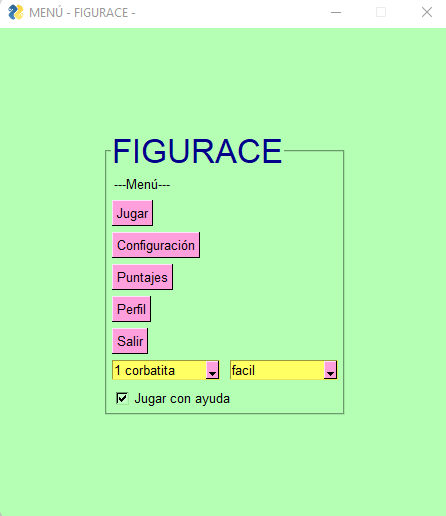 MENÚ - FIGURACE -
FIGURACE
---Menú---
Jugar
Configuración
Puntajes
Perfil
Salir
1 corbatita facil
Jugar con ayuda